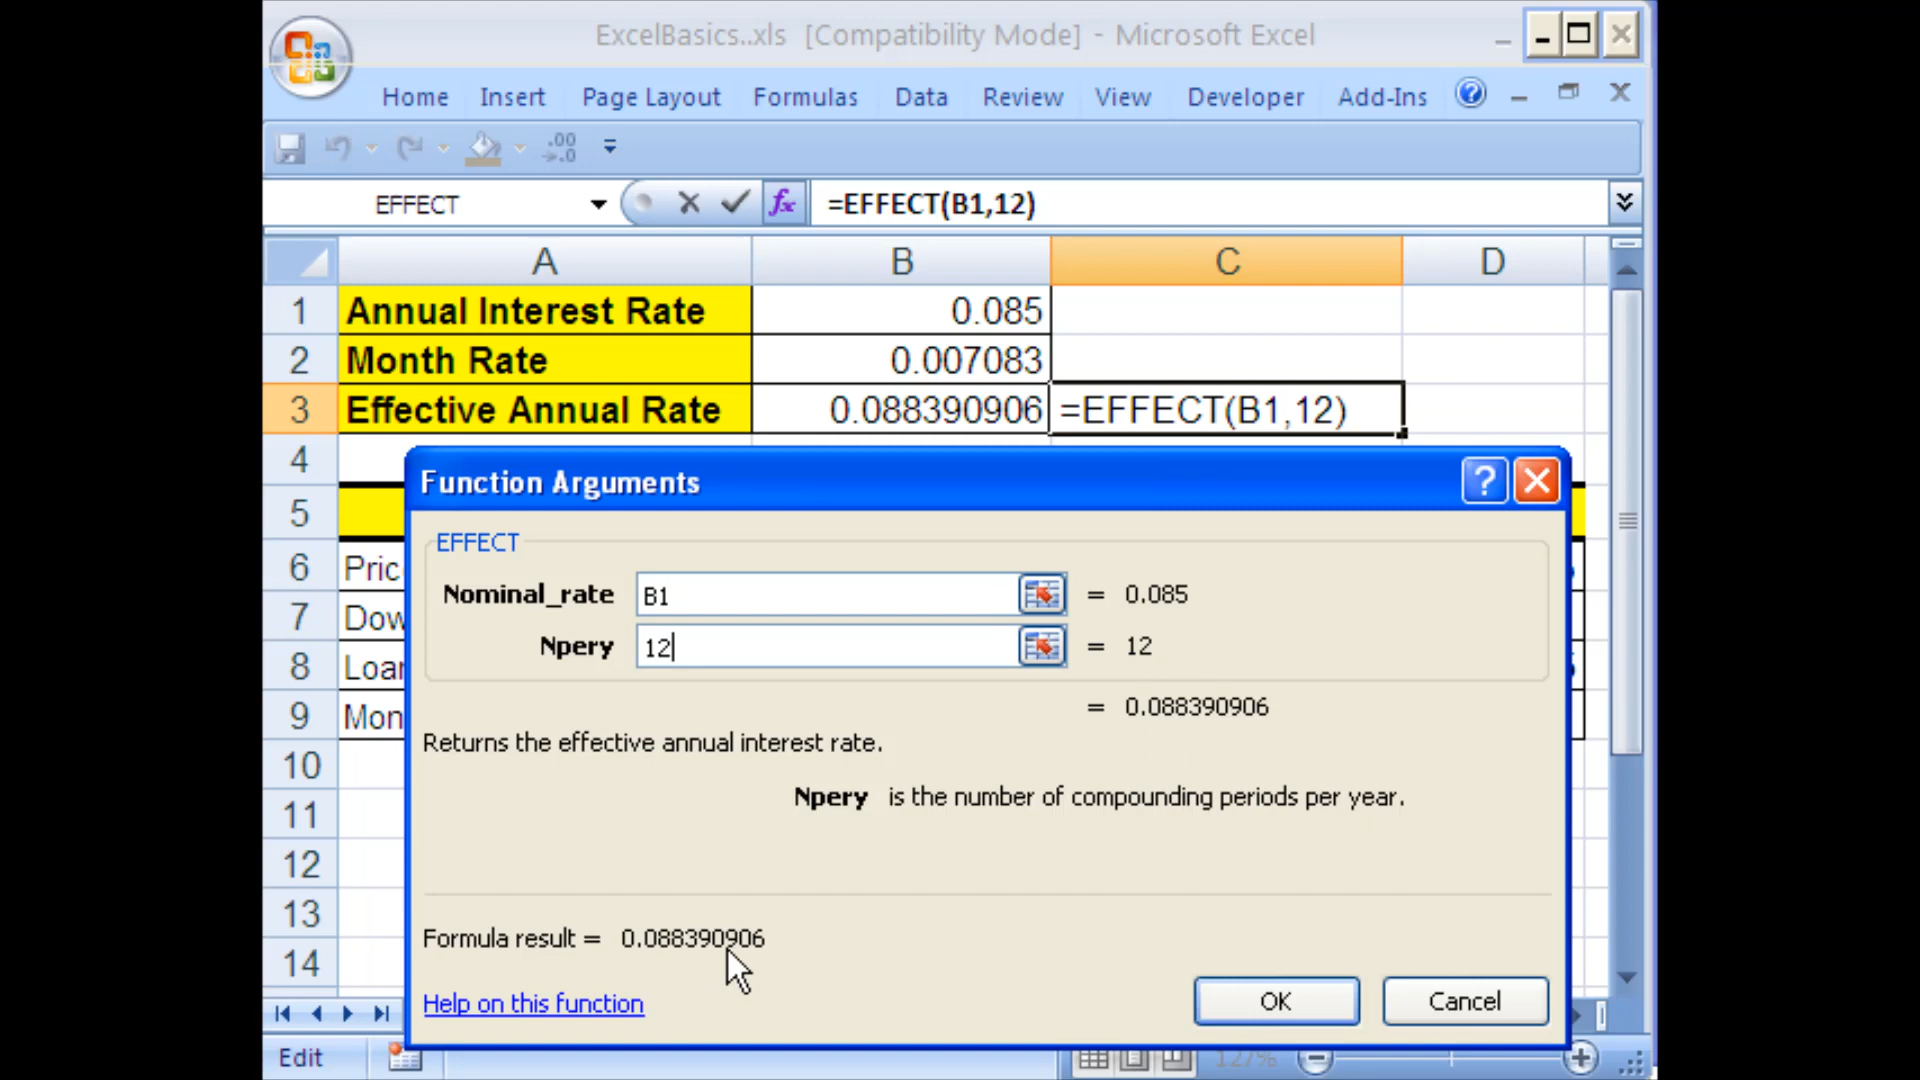 ExcelBasics..xls [Compatibility Mode] - Microsoft Excel
Home Insert Page Layout Formulas Data Review View Developer Add-Ins
.00
→.0
EFFECT fx =EFFECT(B1,12)
A B C D
1 Annual Interest Rate 0.085
2 Month Rate 0.007083
3 Effective Annual Rate 0.088390906 =EFFECT(B1,12)
4
Function Arguments ?
5
EFFECT
6 Pric
Nominal_rate B1 = 0.085
7 Dow
Npery 12 = 12
8 Loar
9 Mon
= 0.088390906
Returns the effective annual interest rate.
10
Npery is the number of compounding periods per year.
11
12
13
Formula result = 0.088390906
14
Help on this function
OK Cancel
Edit 127%